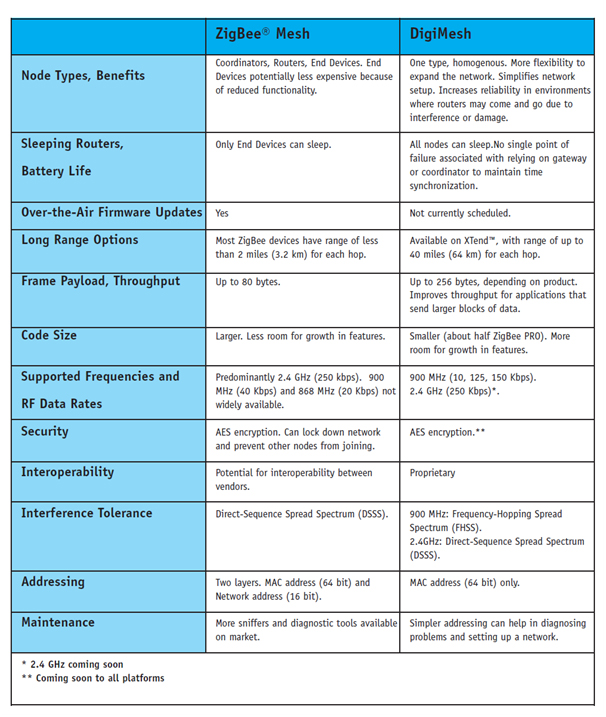 ZigBee® Mesh
DigiMesh
Node Types, Benefits
Coordinators, Routers, End Devices. End
Devices potentially less expensive because
of reduced functionality.
One type, homogenous. More flexibility to
expand the network. Simplifies network
setup. Increases reliability in environments
where routers may come and go due to
interference or damage.
Sleeping Routers,
Battery Life
Only End Devices can sleep.
All nodes can sleep.No single point of
failure associated with relying on gateway
or coordinator to maintain time
synchronization.
Over-the-Air Firmware Updates
Yes
Not currently scheduled.
Long Range Options
Most ZigBee devices have range of less
than 2 miles (3.2 km) for each hop.
Available on XTend™, with range of up to
40 miles (64 km) for each hop.
Frame Payload, Throughput
Up to 80 bytes.
Up to 256 bytes, depending on product.
Improves throughput for applications that
send larger blocks of data.
Code Size
Larger. Less room for growth in features.
Smaller (about half ZigBee PRO). More
room for growth in features.
Supported Frequencies and
RF Data Rates
Predominantly 2.4 GHz (250 kbps). 900
MHz (40 Kbps) and 868 MHz (20 Kbps) not
widely available.
900 MHz (10, 125, 150 Kbps).
2.4 GHz (250 Kbps)*.
Security
AES encryption. Can lock down network
and prevent other nodes from joining.
AES encryption.**
Interoperability
Potential for interoperability between
vendors.
Proprietary
Interference Tolerance
Direct-Sequence Spread Spectrum (DSSS).
900 MHz: Frequency-Hopping Spread
Spectrum (FHSS).
2.4GHz: Direct-Sequence Spread Spectrum
(DSSS).
Addressing
Two layers. MAC address (64 bit) and
Network address (16 bit).
MAC address (64 bit) only.
Maintenance
More sniffers and diagnostic tools available
on market.
Simpler addressing can help in diagnosing
problems and setting up a network.
* 2.4 GHz coming soon
** Coming soon to all platforms